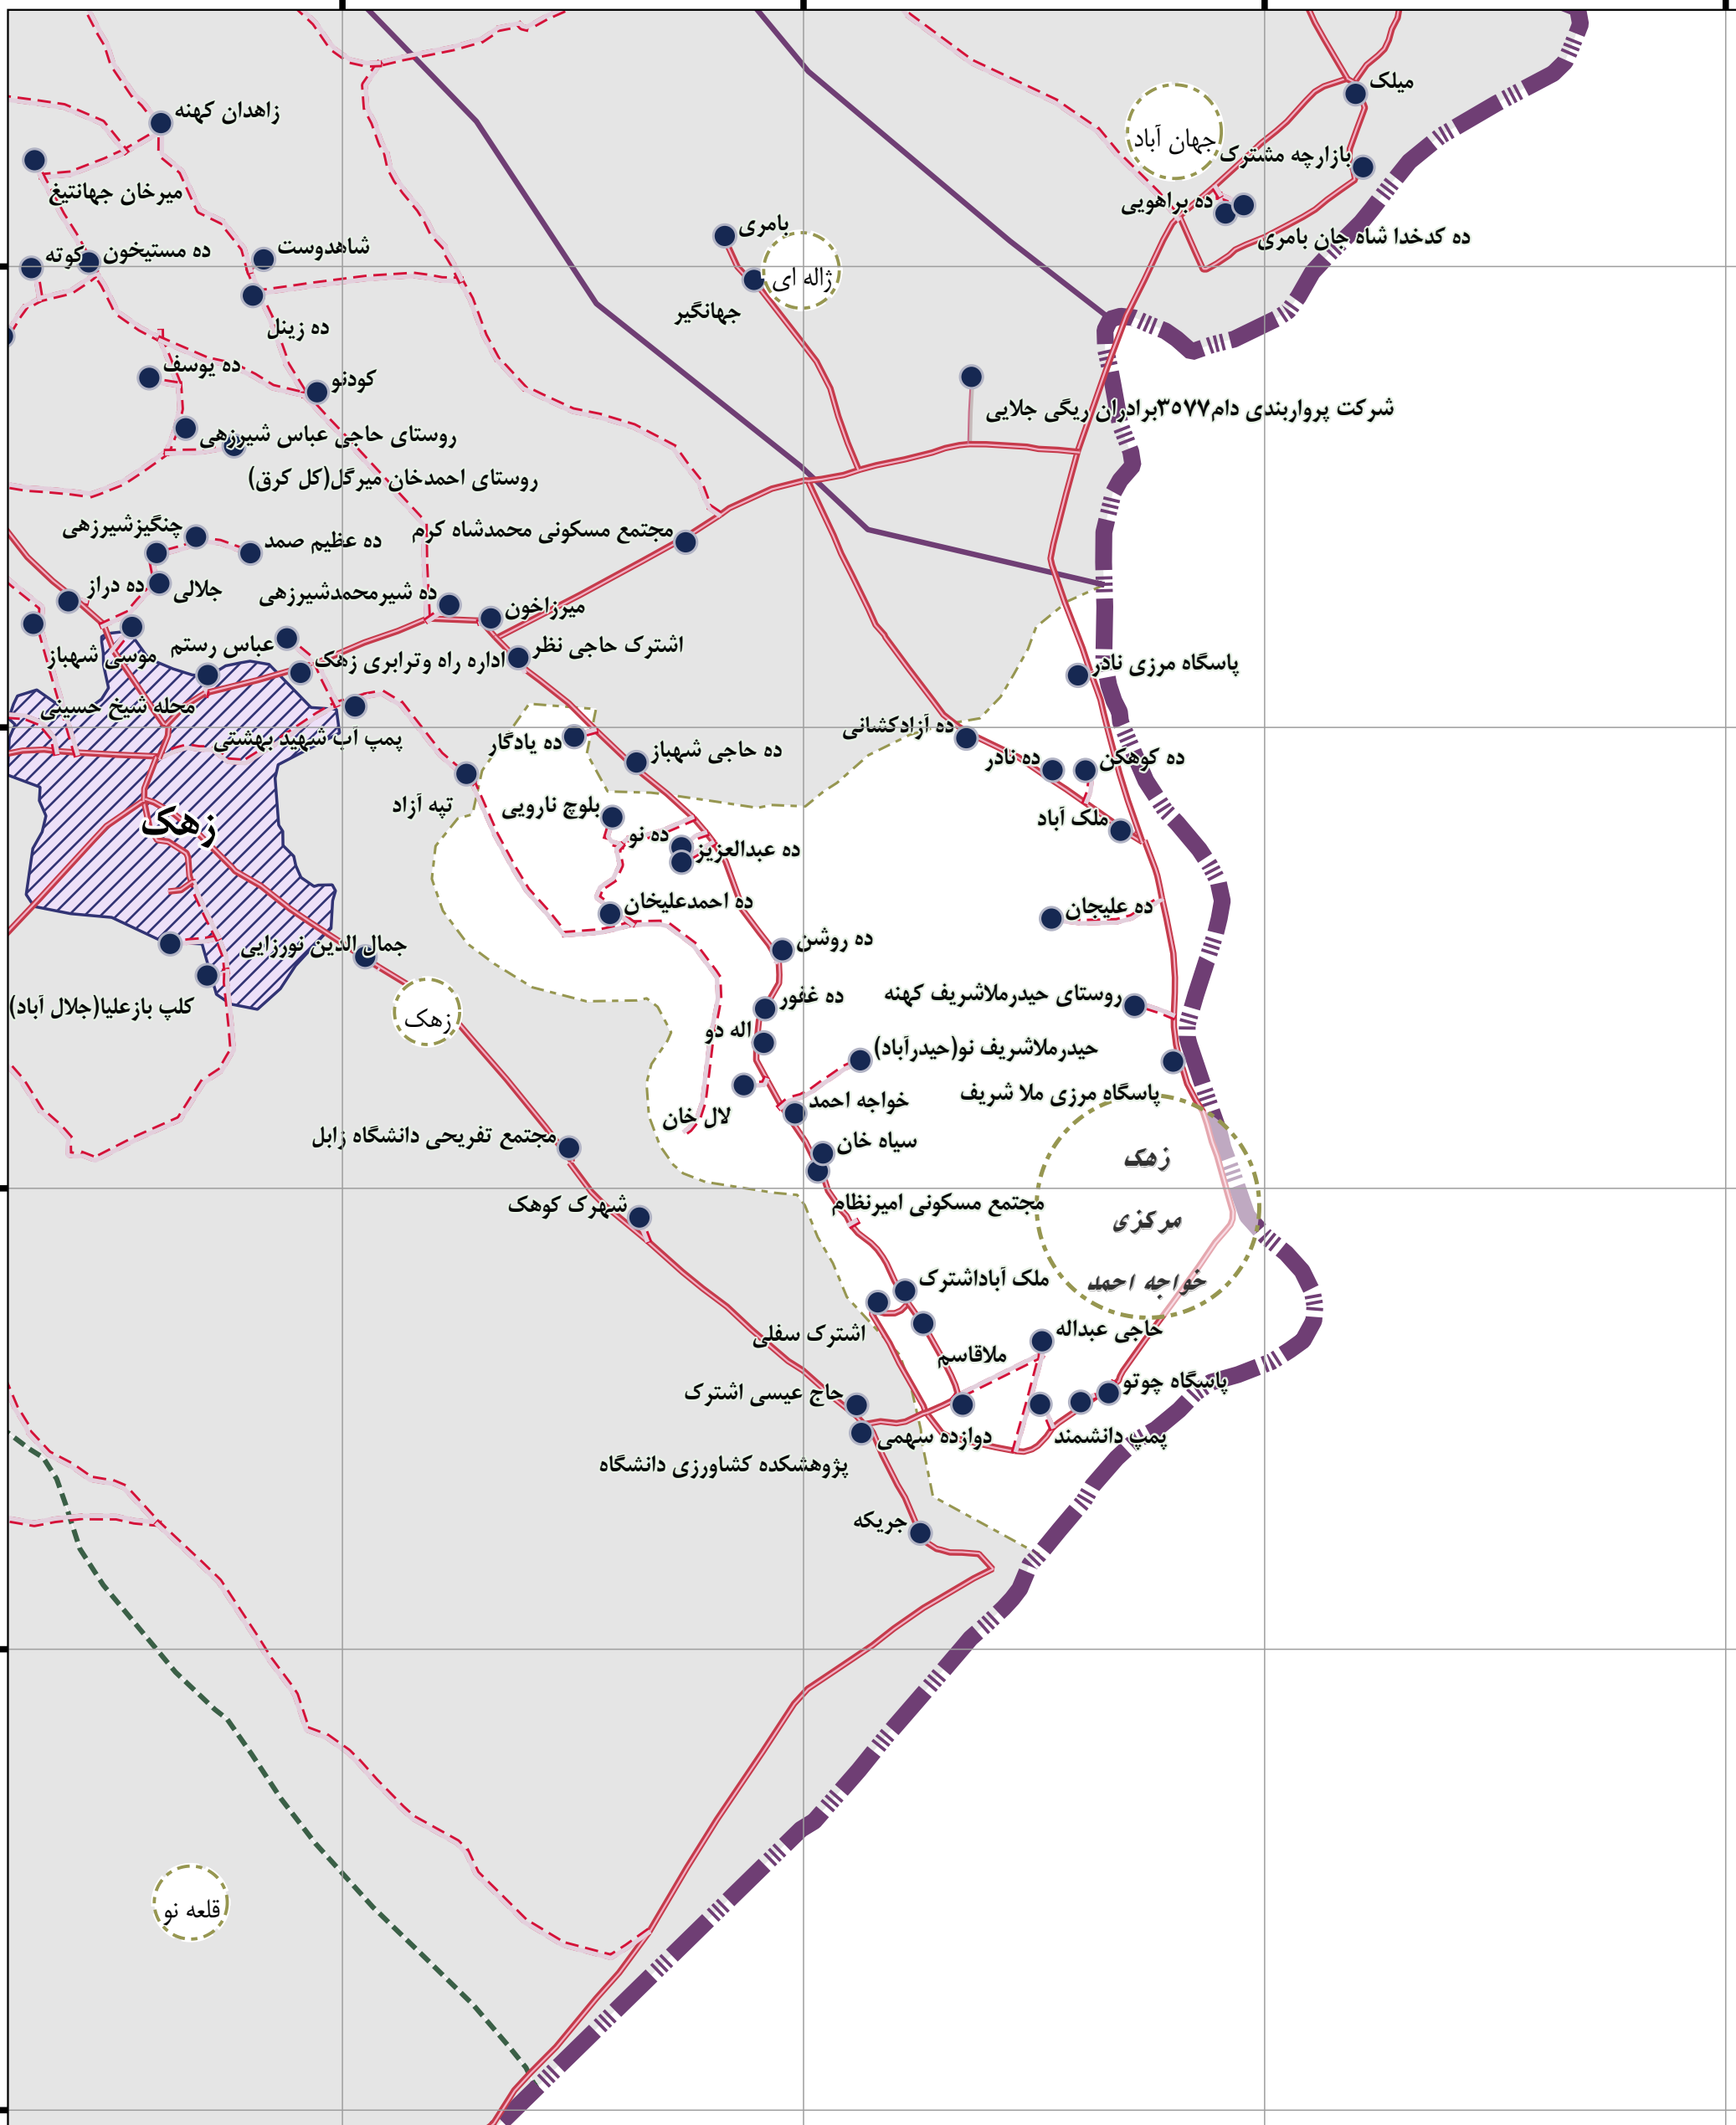 میلک
زاهدان کهنه
جهان آباد
بازارچه مشترک
میرخان جهانتیغ
ده براهویی
بامری
ده کدخدا شاه جان بامری
شاهدوست
ده مستیخون
کوته
ژاله ای
جهانگیر
ده زینل
ده یوسف
کودنو
شرکت پرواربندی دام۳۵۷۷برادران ریگی جلایی
روستای حاجی عباس شیرزهی
روستای احمدخان میرگل(کل کرق)
چنگیزشیرزهی
مجتمع مسکونی محمدشاه کرم
ده عظیم صمد
ده دراز
جلالی
ده شیرمحمدشیرزهی
میرزاخون
عباس رستم
اشترک حاجی نظر
موسی شهباز
اداره راه وترابری زهک
پاسگاه مرزی نادر
محله شیخ حسینی
ده آزادکشانی
پمپ آب شهید بهشتی
ده یادگار
ده حاجی شهباز
ده نادر
ده کوهکن
تپه آزاد
بلوچ نارویی
ملک آباد
زهک
ده نو
ده عبدالعزیز
ده احمدعلیخان
ده علیجان
جمال الدین نورزایی
ده روشن
کلپ بازعلیا(جلال آباد)
ده غفور
روستای حیدرملاشریف کهنه
زهک
اله دو
حیدرملاشریف نو(حیدرآباد)
پاسگاه مرزی ملا شریف
لال خان
خواجه احمد
مجتمع تفریحی دانشگاه زابل
سیاه خان
زهک
مرکزی
خواجه احمد
شهرک کوهک
مجتمع مسکونی امیرنظام
ملک آباداشترک
اشترک سفلی
حاجی عبداله
ملاقاسم
حاج عیسی اشترک
پاسگاه چوتو
دوازده سهمی
پمپ دانشمند
پژوهشکده کشاورزی دانشگاه
جریکه
قلعه نو